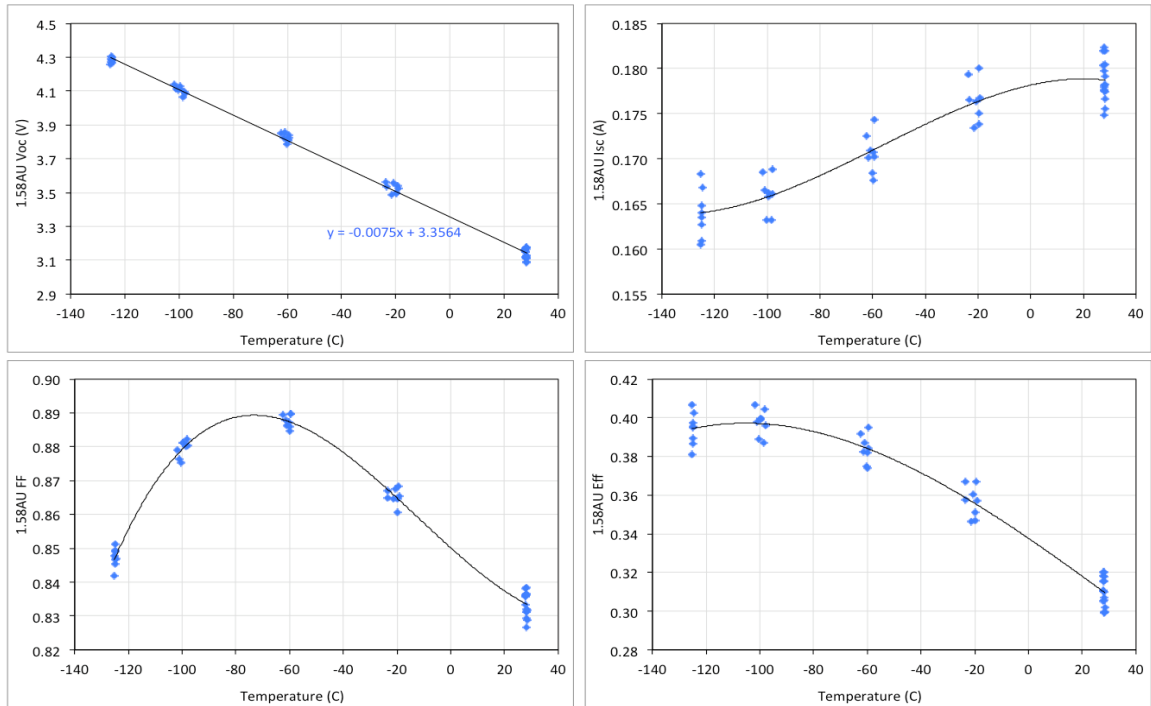 1.58AU Voc (V)
4.5
4.3
4.1
3.9
3.7
3.5
3.3
3.1
2.9
y = -0.0075x + 3.3564
-140 -120 -100 -80 -60 -40 -20 0 20 40
Temperature (C)
1.58AU Isc (A)
0.185
0.180
0.175
0.170
0.165
0.160
0.155
-140 -120 -100 -80 -60 -40 -20 0 20 40
Temperature (C)
1.58AU FF
0.90
0.89
0.88
0.87
0.86
0.85
0.84
0.83
0.82
-140 -120 -100 -80 -60 -40 -20 0 20 40
Temperature (C)
1.58AU Eff
0.42
0.40
0.38
0.36
0.34
0.32
0.30
0.28
-140 -120 -100 -80 -60 -40 -20 0 20 40
Temperature (C)